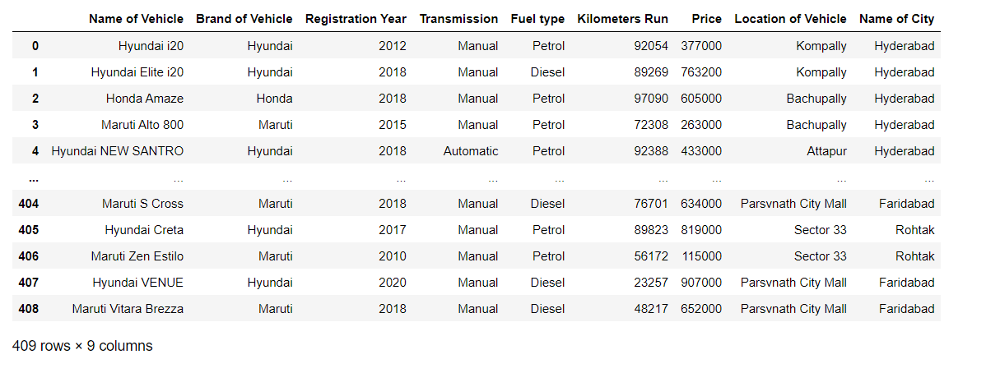 Name of Vehicle Brand of Vehicle Registration Year Transmission Fuel type Kilometers Run Price Location of Vehicle Name of City
0 Hyundai i20 Hyundai 2012 Manual Petrol 92054 377000 Kompally Hyderabad
1 Hyundai Elite i20 Hyundai 2018 Manual Diesel 89269 763200 Kompally Hyderabad
2 Honda Amaze Honda 2018 Manual Petrol 97090 605000 Bachupally Hyderabad
3 Maruti Alto 800 Maruti 2015 Manual Petrol 72308 263000 Bachupally Hyderabad
4 Hyundai NEW SANTRO Hyundai 2018 Automatic Petrol 92388 433000 Attapur Hyderabad
... ... ... ... ... ... ... ... ... ...
404 Maruti S Cross Maruti 2018 Manual Diesel 76701 634000 Parsvnath City Mall Faridabad
405 Hyundai Creta Hyundai 2017 Manual Petrol 89823 819000 Sector 33 Rohtak
406 Maruti Zen Estilo Maruti 2010 Manual Petrol 56172 115000 Sector 33 Rohtak
407 Hyundai VENUE Hyundai 2020 Manual Diesel 23257 907000 Parsvnath City Mall Faridabad
408 Maruti Vitara Brezza Maruti 2018 Manual Diesel 48217 652000 Parsvnath City Mall Faridabad
409 rows × 9 columns